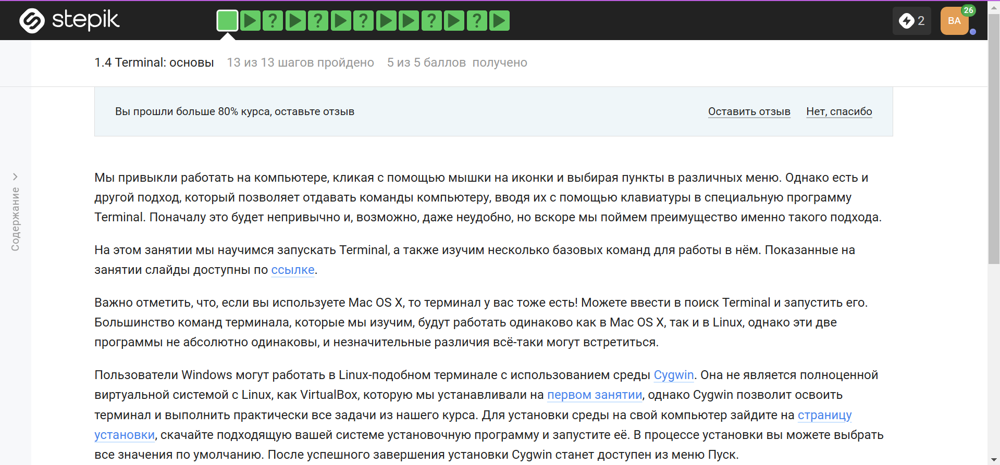 stepik
? ? ? ? ?
2
BA
26
1.4 Terminal: основы 13 из 13 шагов пройдено 5 из 5 баллов получено
Вы прошли больше 80% курса, оставьте отзыв Оставить отзыв Нет, спасибо
Содержание
Мы привыкли работать на компьютере, кликая с помощью мышки на иконки и выбирая пункты в различных меню. Однако есть и
другой подход, который позволяет отдавать команды компьютеру, вводя их с помощью клавиатуры в специальную программу
Terminal. Поначалу это будет непривычно и, возможно, даже неудобно, но вскоре мы поймем преимущество именно такого подхода.
На этом занятии мы научимся запускать Terminal, а также изучим несколько базовых команд для работы в нём. Показанные на
занятии слайды доступны по ссылке.
Важно отметить, что, если вы используете Mac OS X, то терминал у вас тоже есть! Можете ввести в поиск Terminal и запустить его.
Большинство команд терминала, которые мы изучим, будут работать одинаково как в Mac OS X, так и в Linux, однако эти две
программы не абсолютно одинаковы, и незначительные различия всё-таки могут встретиться.
Пользователи Windows могут работать в Linux-подобном терминале с использованием среды Cygwin. Она не является полноценной
виртуальной системой с Linux, как VirtualBox, которую мы устанавливали на первом занятии, однако Cygwin позволит освоить
терминал и выполнить практически все задачи из нашего курса. Для установки среды на свой компьютер зайдите на страницу
установки, скачайте подходящую вашей системе установочную программу и запустите её. В процессе установки вы можете выбрать
все значения по умолчанию. После успешного завершения установки Cygwin станет доступен из меню Пуск.